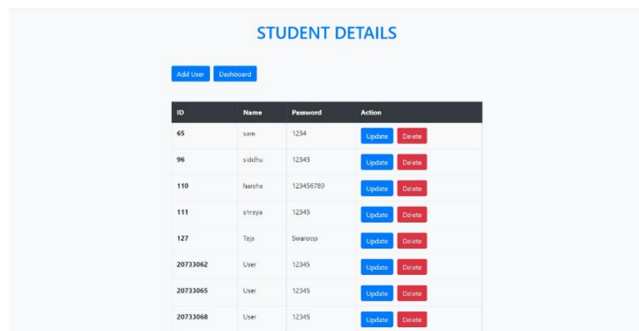 STUDENT DETAILS
Add User Dashboard
ID Name Password Action
65 sam 1234 Update Delete
96 siddhu 12345 Update Delete
110 harsha 123456789 Update Delete
111 shreya 12345 Update Delete
127 Teja Swaroop Update Delete
20733062 User 12345 Update Delete
20733065 User 12345 Update Delete
20733068 User 12345 Update Delete